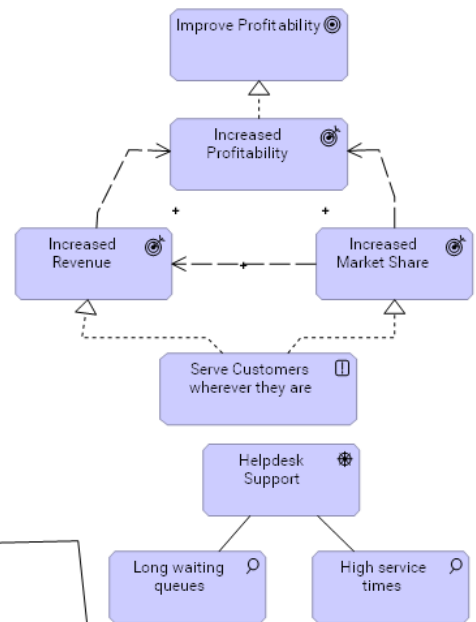 Improve Profitability
Increased
Profitability
+ +
Increased
Revenue
Increased
Market Share
+
Serve Customers
wherever they are
Helpdesk
Support
Long waiting
queues
High service
times